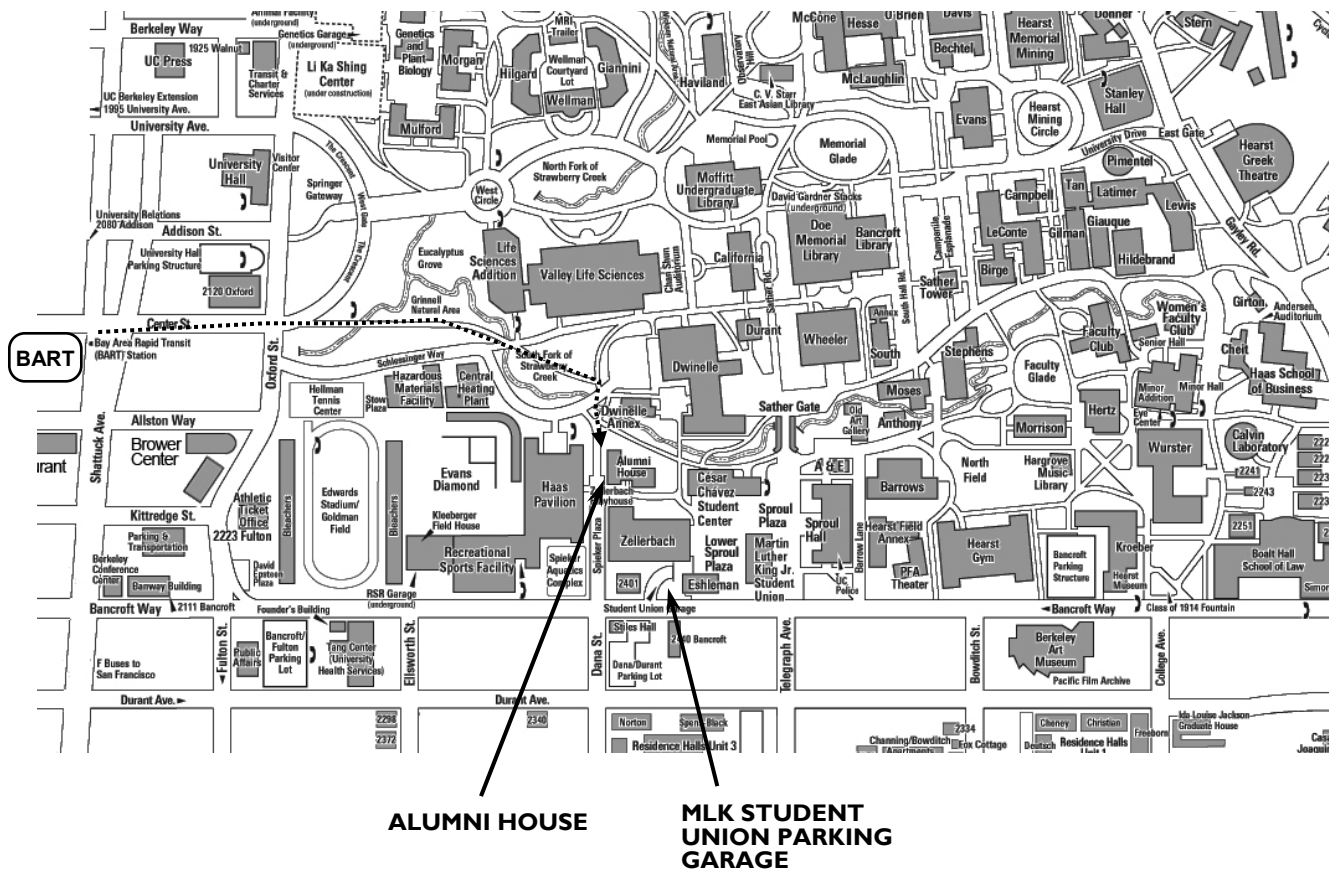 Berkeley Way
Animal Facility
(underground)
Genetics Garage
(underground)
1925 Walnut
UC Press
Transit &
Charter
Services
Li Ka Shing
Center
(under construction)
Genetics
and
Plant
Biology
Morgan
Hilgard
MRI
Trailer
Wellman
Courtyard
Lot
Giannini
Wellman
Haviland
Observatory
Hill
McCone
Hesse
O'Brien
Davis
Bechtel
McLaughlin
C. V. Starr
East Asian Library
Hearst
Memorial
Mining
Donner
Stern
Stanley
Hall
UC Berkeley Extension
1995 University Ave.
University Ave.
Mulford
Evans
Hearst
Mining
Circle
University Drive
East Gate
Hearst
Greek
Theatre
University
Hall
Visitor
Center
The Crescent
Springer
Gateway
West Gate
The Crescent
North Fork of
Strawberry Creek
West
Circle
Memorial Pool
Memorial
Glade
Moffitt
Undergraduate
Library
David Gardner Stacks
(underground)
Pimentel
Campbell
Tan
Latimer
Lewis
Gayley Rd.
University Relations
2080 Addison
Addison St.
University Hall
Parking Structure
2120 Oxford
Eucalyptus
Grove
Life
Sciences
Addition
Valley Life Sciences
Chan Shun
Auditorium
California
Doe
Memorial
Library
Bancroft
Library
Campanile
Esplanade
LeConte
Gilman
Giauque
Hildebrand
Birge
Sather
Tower
Grinnell
Natural Area
Sather Rd.
South Hall Rd.
Girton
Andersen
Auditorium
Women's
Faculty
Club
Center St.
BART
Bay Area Rapid Transit
(BART) Station
Oxford St.
Schlessinger Way
South Fork of
Strawberry
Creek
Durant
Dwinelle
Wheeler
Annex
South
Stephens
Faculty
Club
Senior Hall
Cheit
Haas School
of Business
Hazardous
Materials
Facility
Central
Heating
Plant
Stow
Plaza
Hellman
Tennis
Center
Faculty
Glade
Minor
Addition
Minor Hall
Moses
Sather Gate
Shattuck Ave.
Allston Way
Brower
Center
Dwinelle
Annex
Old
Art
Gallery
Anthony
Morrison
Hertz
Eye
Center
Wurster
Calvin
Laboratory
Evans
Diamond
Haas
Pavilion
Alumni
House
César
Chávez
Student
Center
A & E
Barrows
North
Field
Hargrove
Music
Library
2241
2243
2251
Bleachers
Edwards
Stadium/
Goldman
Field
Bleachers
Athletic
Ticket
Office
2223 Fulton
Kittredge St.
Parking &
Transportation
Kleeberger
Field House
Recreational
Sports Facility
Spieker
Aquatics
Complex
Spieker Plaza
Zellerbach
Playhouse
Zellerbach
Lower
Sproul
Plaza
Sproul
Plaza
Martin
Luther
King Jr.
Student
Union
Sproul
Hall
Barrow Lane
Hearst Field
Annex
PFA
Theater
Hearst
Gym
Bancroft
Parking
Structure
Kroeber
Hearst
Museum
Boalt Hall
School of Law
Simon
Berkeley
Conference
Center
Bamway Building
David
Epsteen
Plaza
2401
Eshleman
UC
Police
Bancroft Way
2111 Bancroft
Founder's Building
RSR Garage
(underground)
Student Union Garage
Bancroft Way
Class of 1914 Fountain
Fulton St.
Public
Affairs
Bancroft/
Fulton
Parking
Lot
Tang Center
(University
Health Services)
Ellsworth St.
Dana St.
Stiles Hall
2440 Bancroft
Dana/Durant
Parking Lot
Telegraph Ave.
Bowditch St.
Berkeley
Art
Museum
Pacific Film Archive
College Ave.
F Buses to
San Francisco
Durant Ave.
Durant Ave.
2298
2372
2340
Norton
Spens-Black
Residence Halls Unit 3
Channing/Bowditch
Apartments
2334
Fox Cottage
Cheney
Christian
Deutsch
Residence Halls
Unit 1
Freeborn
Ida Louise Jackson
Graduate House
ALUMNI HOUSE
MLK STUDENT
UNION PARKING
GARAGE